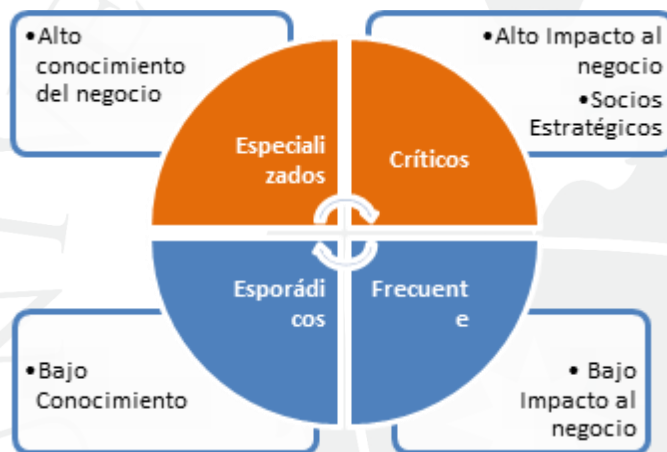 •Alto
conocimiento
del negocio
•Alto Impacto al
negocio
•Socios
Estratégicos
Especiali
zados
Críticos
Esporádi
cos
Frecuent
e
•Bajo
Conocimiento
• Bajo
Impacto al
negocio